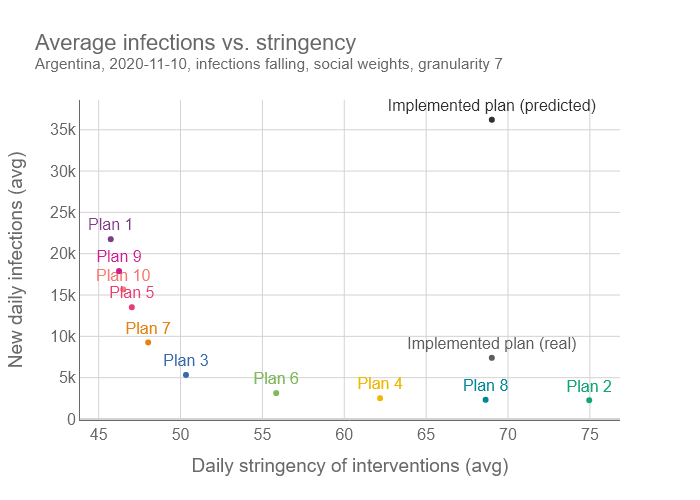 Average infections vs. stringency
Argentina, 2020-11-10, infections falling, social weights, granularity 7
Implemented plan (predicted)
35k
30k
25k
Plan 1
20k
Plan 9
Plan 10
15k
Plan 5
10k
Plan 7
Implemented plan (real)
Plan 3
5k
Plan 6
Plan 4
Plan 8
Plan 2
0
45
50
55
60
65
70
75
Daily stringency of interventions (avg)
New daily infections (avg)